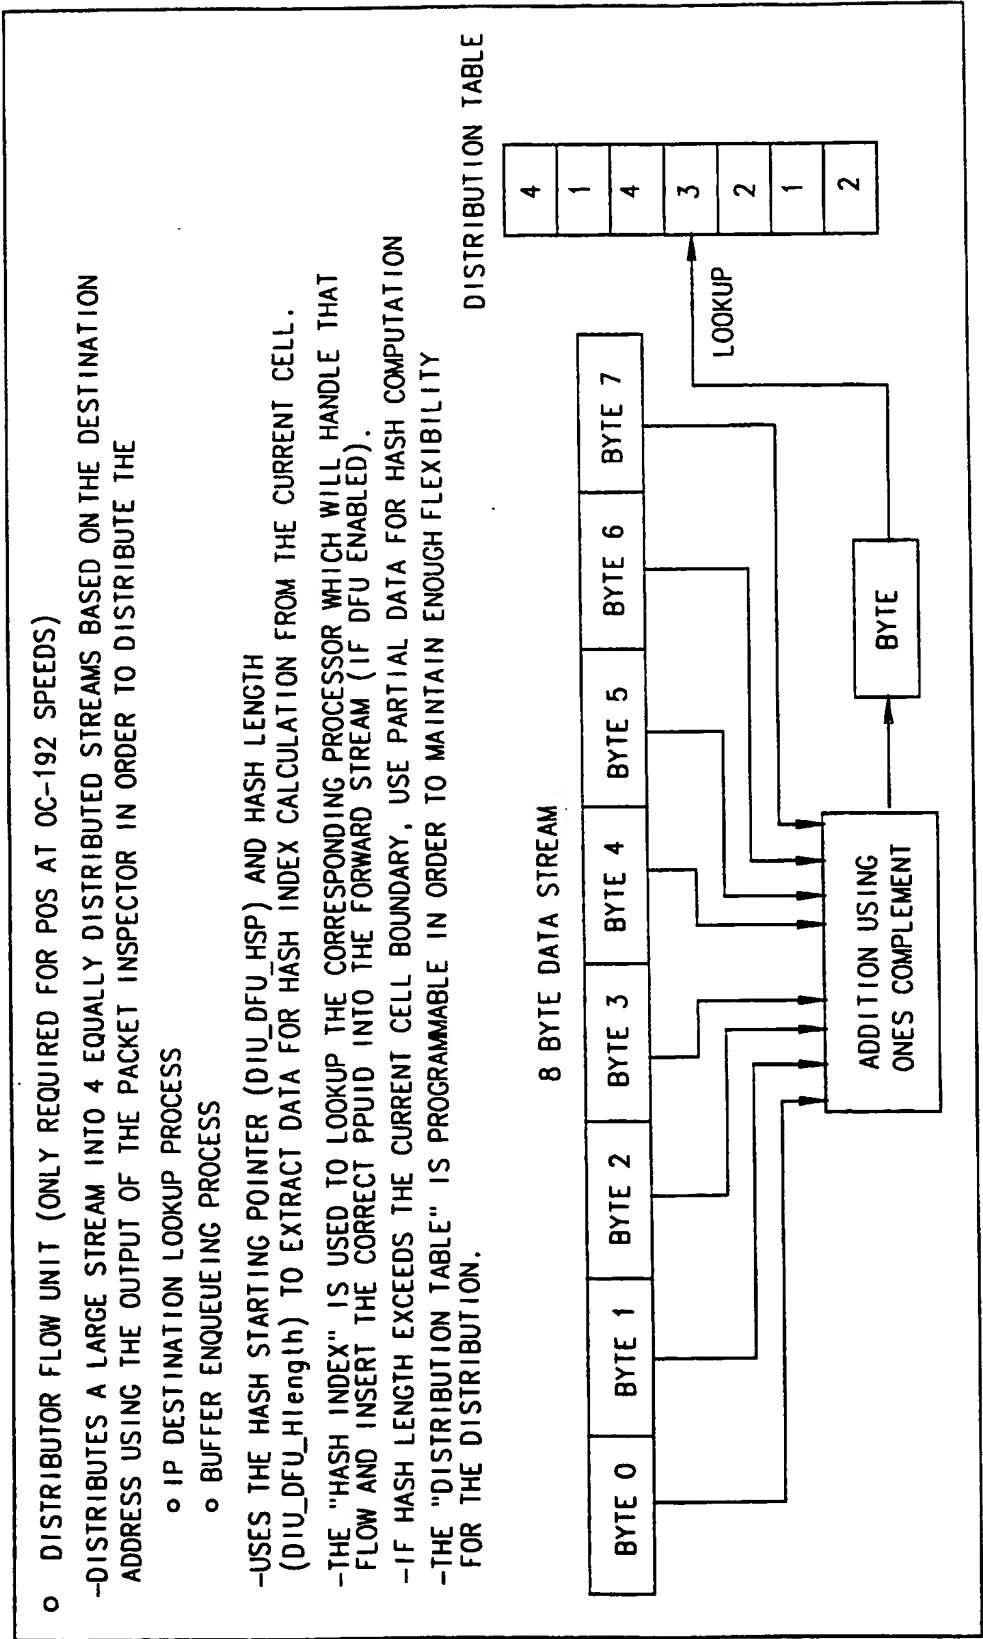 o DISTRIBUTOR FLOW UNIT (ONLY REQUIRED FOR POS AT OC-192 SPEEDS)
-DISTRIBUTES A LARGE STREAM INTO 4 EQUALLY DISTRIBUTED STREAMS BASED ON THE DESTINATION
ADDRESS USING THE OUTPUT OF THE PACKET INSPECTOR IN ORDER TO DISTRIBUTE THE
o IP DESTINATION LOOKUP PROCESS
o BUFFER ENQUEUEING PROCESS
-USES THE HASH STARTING POINTER (DIU_DFU_HSP) AND HASH LENGTH
(DIU_DFU_Hlength) TO EXTRACT DATA FOR HASH INDEX CALCULATION FROM THE CURRENT CELL.
-THE "HASH INDEX" IS USED TO LOOKUP THE CORRESPONDING PROCESSOR WHICH WILL HANDLE THAT
FLOW AND INSERT THE CORRECT PPUID INTO THE FORWARD STREAM (IF DFU ENABLED).
-IF HASH LENGTH EXCEEDS THE CURRENT CELL BOUNDARY, USE PARTIAL DATA FOR HASH COMPUTATION
-THE "DISTRIBUTION TABLE" IS PROGRAMMABLE IN ORDER TO MAINTAIN ENOUGH FLEXIBILITY
FOR THE DISTRIBUTION.
DISTRIBUTION TABLE
8 BYTE DATA STREAM
BYTE 0
BYTE 1
BYTE 2
BYTE 3
BYTE 4
BYTE 5
BYTE 6
BYTE 7
ADDITION USING
ONES COMPLEMENT
BYTE
LOOKUP
4
1
4
3
2
1
2